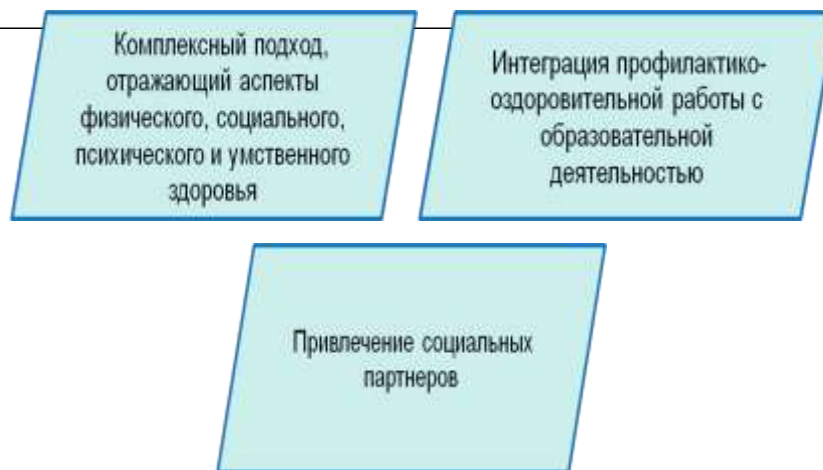 Комплексный подход,
отражающий аспекты
физического, социального,
психического и умственного
здоровья
Интеграция профилактико-
оздоровительной работы с
образовательной
деятельностью
Привлечение социальных
партнеров